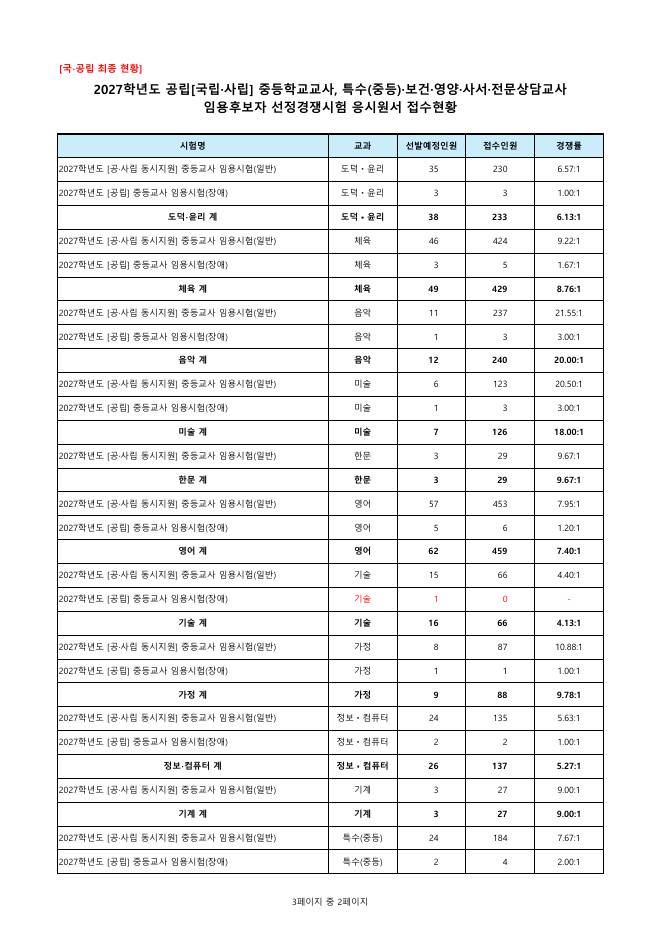 [국·공립 최종 현황]
2027학년도 공립[국립·사립] 중등학교교사, 특수(중등)·보건·영양·사서·전문상담교사
임용후보자 선정경쟁시험 응시원서 접수현황
시험명 교과 선발예정인원 접수인원 경쟁률
2027학년도 [공·사립 동시지원] 중등교사 임용시험(일반) 도덕・윤리 35 230 6.57:1
2027학년도 [공립] 중등교사 임용시험(장애) 도덕・윤리 3 3 1.00:1
도덕·윤리 계 도덕・윤리 38 233 6.13:1
2027학년도 [공·사립 동시지원] 중등교사 임용시험(일반) 체육 46 424 9.22:1
2027학년도 [공립] 중등교사 임용시험(장애) 체육 3 5 1.67:1
체육 계 체육 49 429 8.76:1
2027학년도 [공·사립 동시지원] 중등교사 임용시험(일반) 음악 11 237 21.55:1
2027학년도 [공립] 중등교사 임용시험(장애) 음악 1 3 3.00:1
음악 계 음악 12 240 20.00:1
2027학년도 [공·사립 동시지원] 중등교사 임용시험(일반) 미술 6 123 20.50:1
2027학년도 [공립] 중등교사 임용시험(장애) 미술 1 3 3.00:1
미술 계 미술 7 126 18.00:1
2027학년도 [공·사립 동시지원] 중등교사 임용시험(일반) 한문 3 29 9.67:1
한문 계 한문 3 29 9.67:1
2027학년도 [공·사립 동시지원] 중등교사 임용시험(일반) 영어 57 453 7.95:1
2027학년도 [공립] 중등교사 임용시험(장애) 영어 5 6 1.20:1
영어 계 영어 62 459 7.40:1
2027학년도 [공·사립 동시지원] 중등교사 임용시험(일반) 기술 15 66 4.40:1
2027학년도 [공립] 중등교사 임용시험(장애) 기술 1 0 -
기술 계 기술 16 66 4.13:1
2027학년도 [공·사립 동시지원] 중등교사 임용시험(일반) 가정 8 87 10.88:1
2027학년도 [공립] 중등교사 임용시험(장애) 가정 1 1 1.00:1
가정 계 가정 9 88 9.78:1
2027학년도 [공·사립 동시지원] 중등교사 임용시험(일반) 정보・컴퓨터 24 135 5.63:1
2027학년도 [공립] 중등교사 임용시험(장애) 정보・컴퓨터 2 2 1.00:1
정보·컴퓨터 계 정보・컴퓨터 26 137 5.27:1
2027학년도 [공·사립 동시지원] 중등교사 임용시험(일반) 기계 3 27 9.00:1
기계 계 기계 3 27 9.00:1
2027학년도 [공·사립 동시지원] 중등교사 임용시험(일반) 특수(중등) 24 184 7.67:1
2027학년도 [공립] 중등교사 임용시험(장애) 특수(중등) 2 4 2.00:1
3페이지 중 2페이지